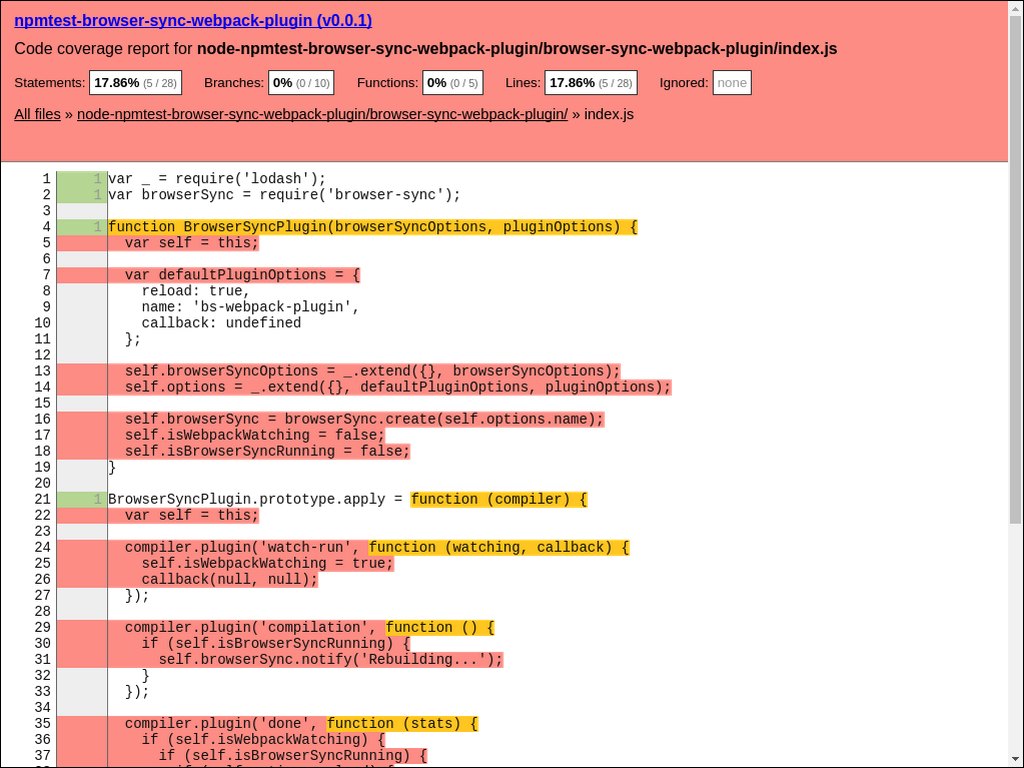 npmtest-browser-sync-webpack-plugin (v0.0.1)
Code coverage report for node-npmtest-browser-sync-webpack-plugin/browser-sync-webpack-plugin/index.js
Statements: 17.86% (5 / 28) Branches: 0% (0 / 10) Functions: 0% (0 / 5) Lines: 17.86% (5 / 28) Ignored: none
All files » node-npmtest-browser-sync-webpack-plugin/browser-sync-webpack-plugin/ » index.js
1 1 var _ = require('lodash');
2 1 var browserSync = require('browser-sync');
3
4 1 function BrowserSyncPlugin(browserSyncOptions, pluginOptions) {
5   var self = this;
6
7   var defaultPluginOptions = {
8     reload: true,
9     name: 'bs-webpack-plugin',
10     callback: undefined
11   };
12
13   self.browserSyncOptions = _.extend({}, browserSyncOptions);
14   self.options = _.extend({}, defaultPluginOptions, pluginOptions);
15
16   self.browserSync = browserSync.create(self.options.name);
17   self.isWebpackWatching = false;
18   self.isBrowserSyncRunning = false;
19 }
20
21 1 BrowserSyncPlugin.prototype.apply = function (compiler) {
22   var self = this;
23
24   compiler.plugin('watch-run', function (watching, callback) {
25     self.isWebpackWatching = true;
26     callback(null, null);
27   });
28
29   compiler.plugin('compilation', function () {
30     if (self.isBrowserSyncRunning) {
31       self.browserSync.notify('Rebuilding...');
32     }
33   });
34
35   compiler.plugin('done', function (stats) {
36     if (self.isWebpackWatching) {
37       if (self.isBrowserSyncRunning) {